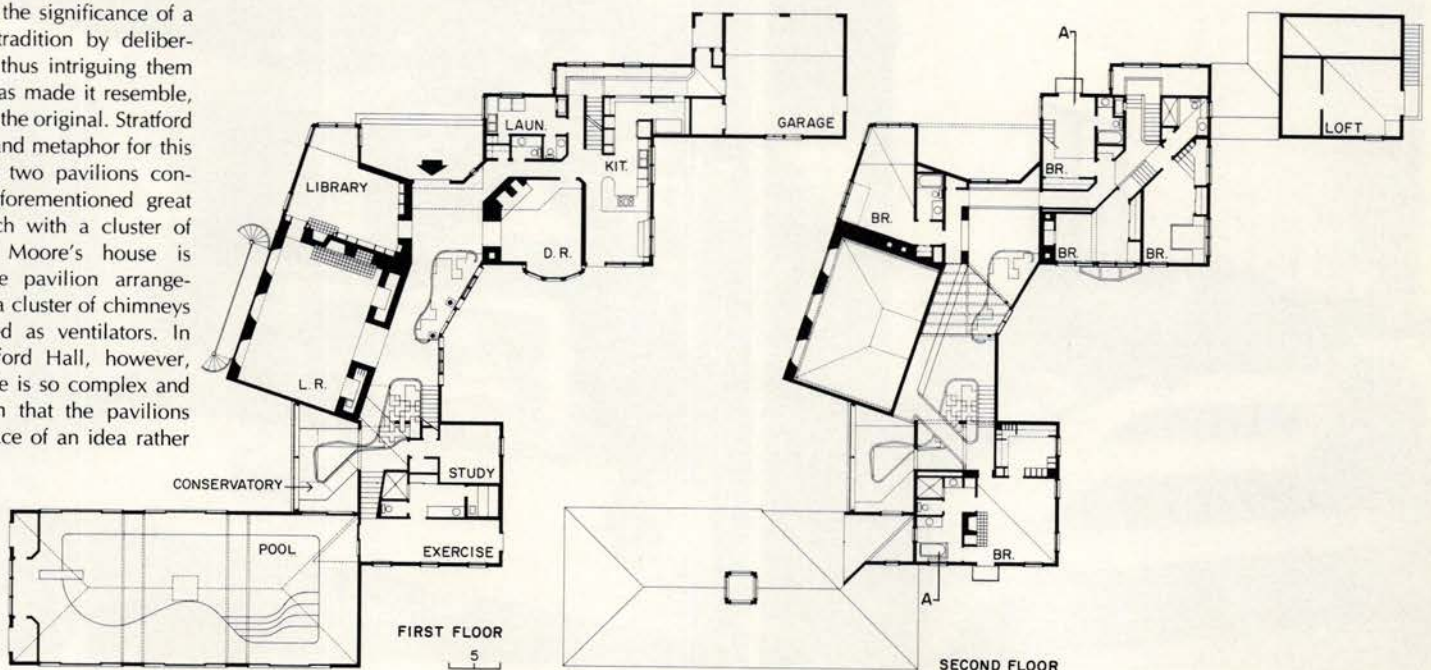 the significance of a
tradition by deliber-
thus intriguing them
as made it resemble,
the original. Stratford
and metaphor for this
two pavilions con-
forementioned great
ch with a cluster of
Moore's house is
e pavilion arrange-
a cluster of chimneys
ed as ventilators. In
ford Hall, however,
e is so complex and
n that the pavilions
ace of an idea rather
GARAGE
LAUN.
KIT.
LIBRARY
D. R.
L. R.
STUDY
CONSERVATORY
POOL
EXERCISE
FIRST FLOOR
5
A
LOFT
BR.
BR.
BR.
BR.
BR.
A
SECOND FLOOR